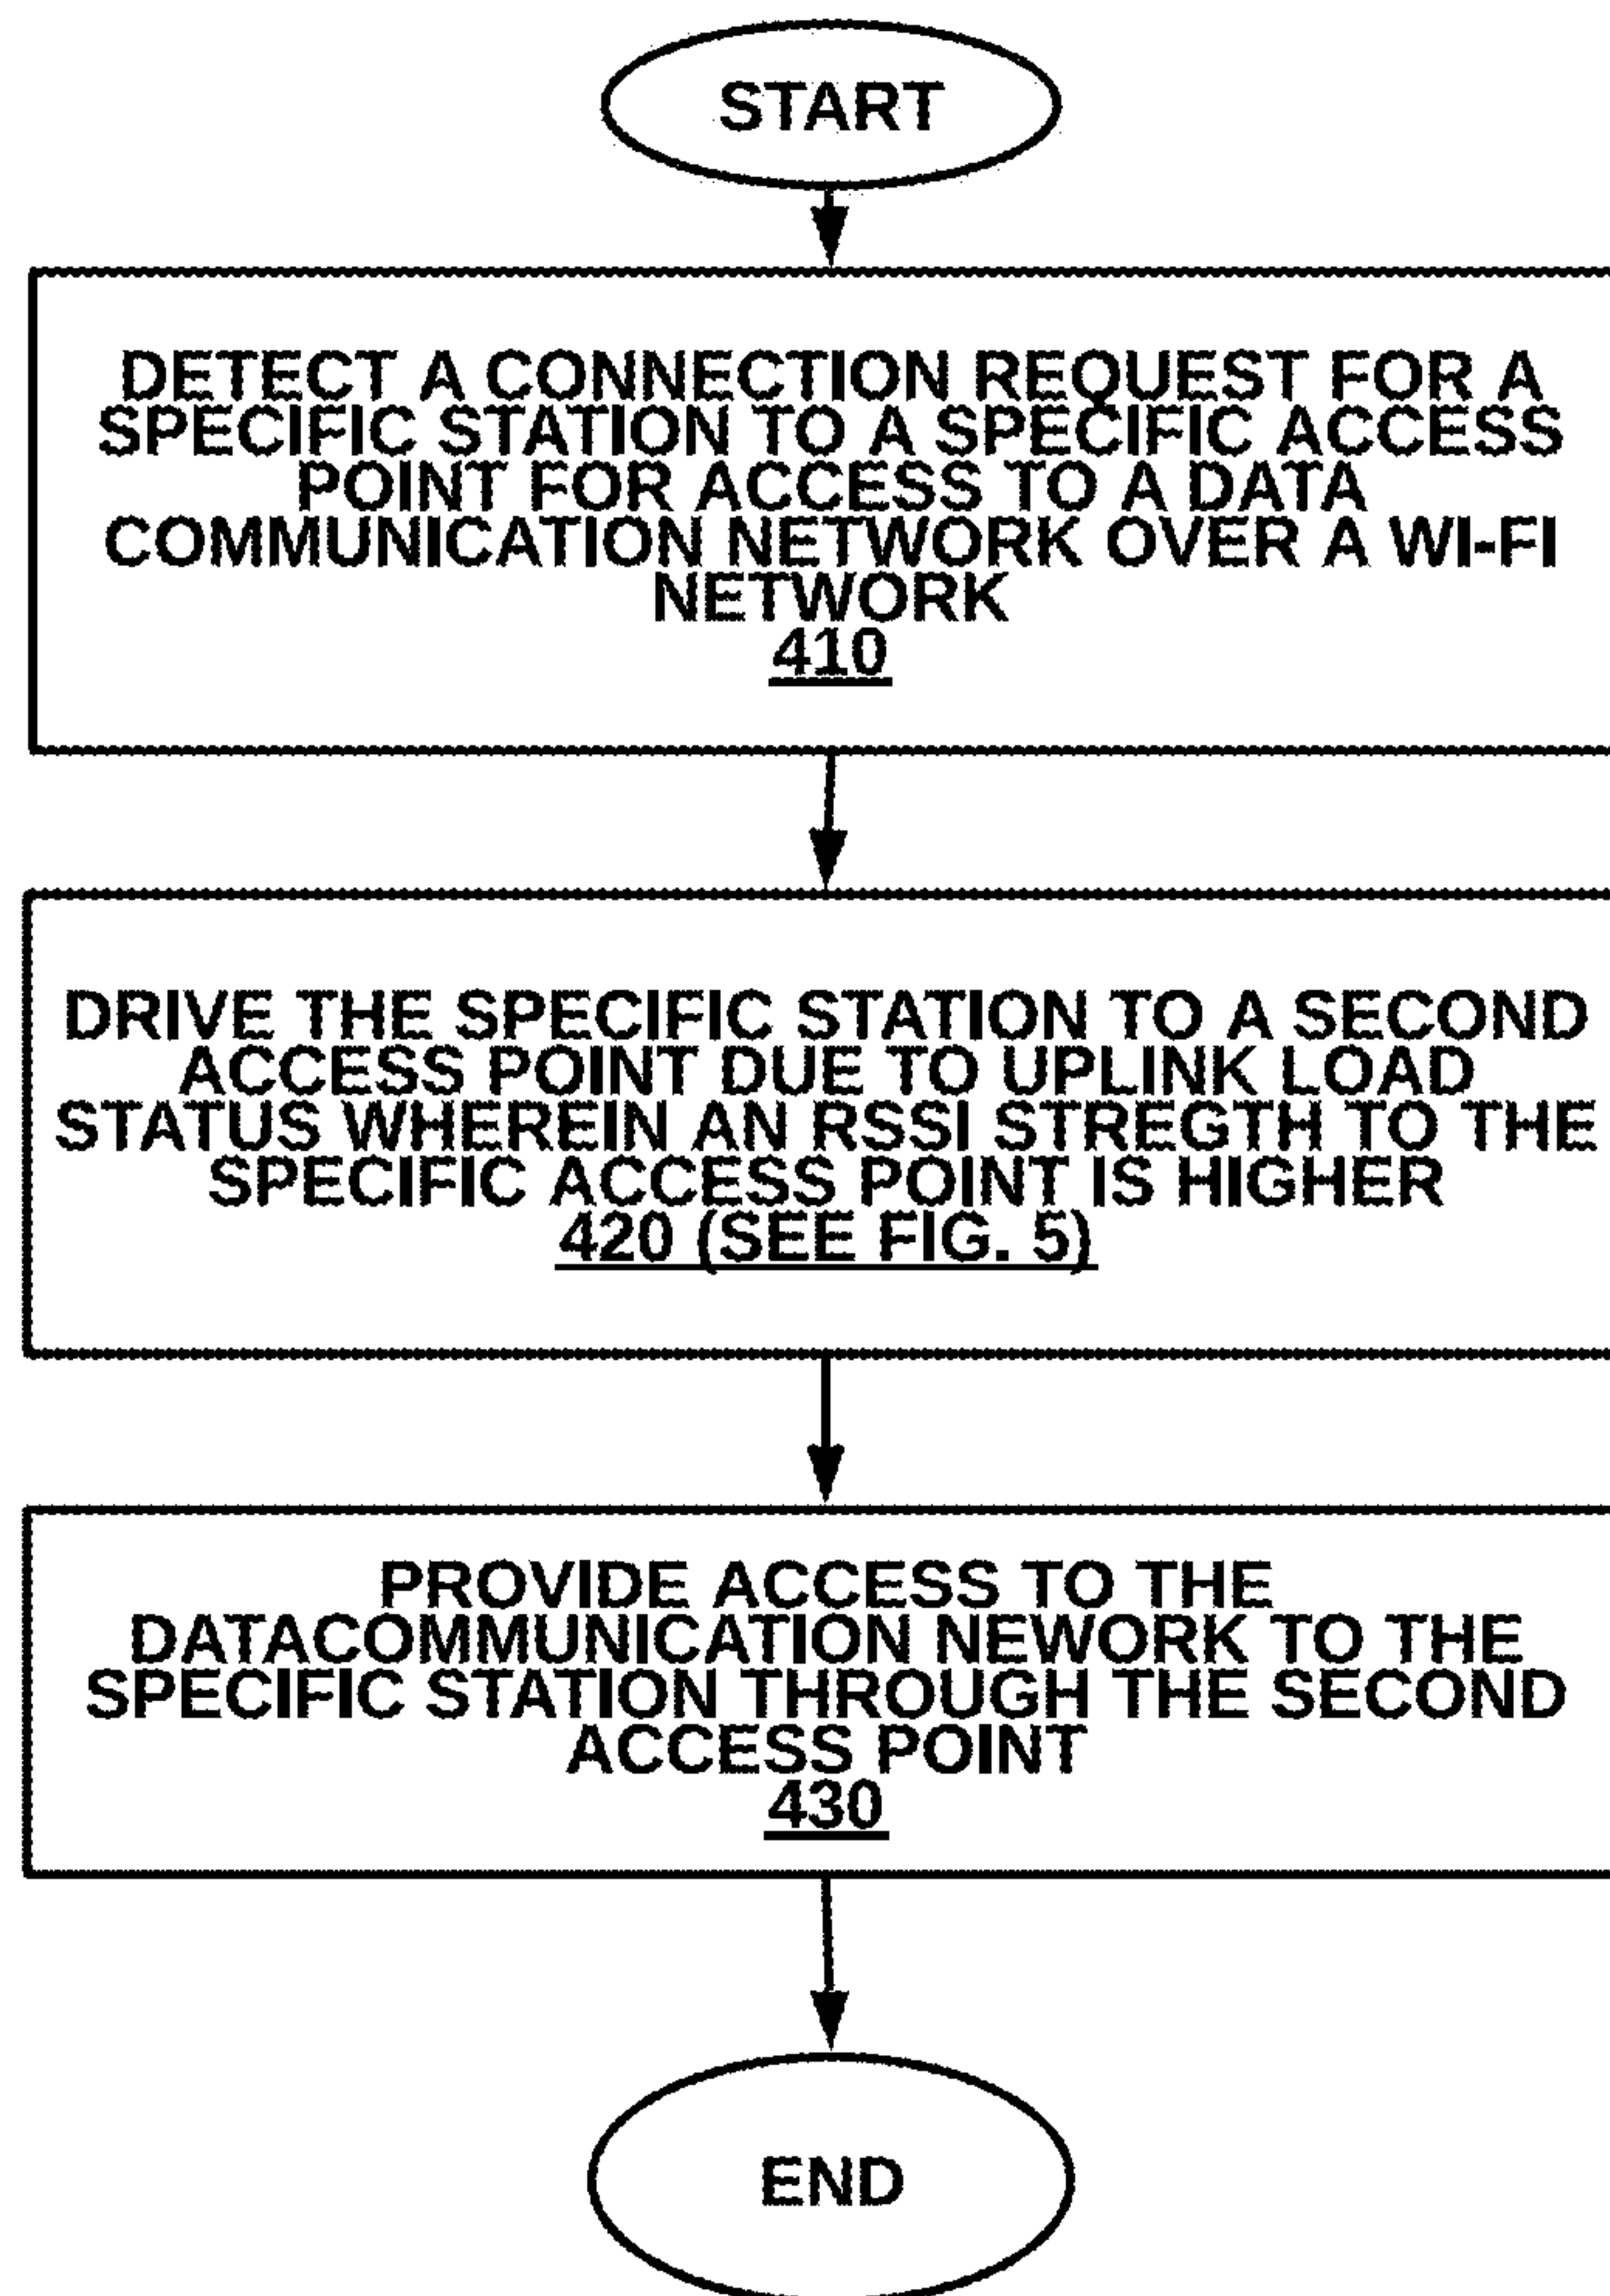 START
DETECT A CONNECTION REQUEST FOR A
SPECIFIC STATION TO A SPECIFIC ACCESS
POINT FOR ACCESS TO A DATA
COMMUNICATION NETWORK OVER A WI-FI
NETWORK
410
DRIVE THE SPECIFIC STATION TO A SECOND
ACCESS POINT DUE TO UPLINK LOAD
STATUS WHEREIN AN RSSI STREGTH TO THE
SPECIFIC ACCESS POINT IS HIGHER
420 (SEE FIG. 5)
PROVIDE ACCESS TO THE
DATACOMMUNICATION NEWORK TO THE
SPECIFIC STATION THROUGH THE SECOND
ACCESS POINT
430
END